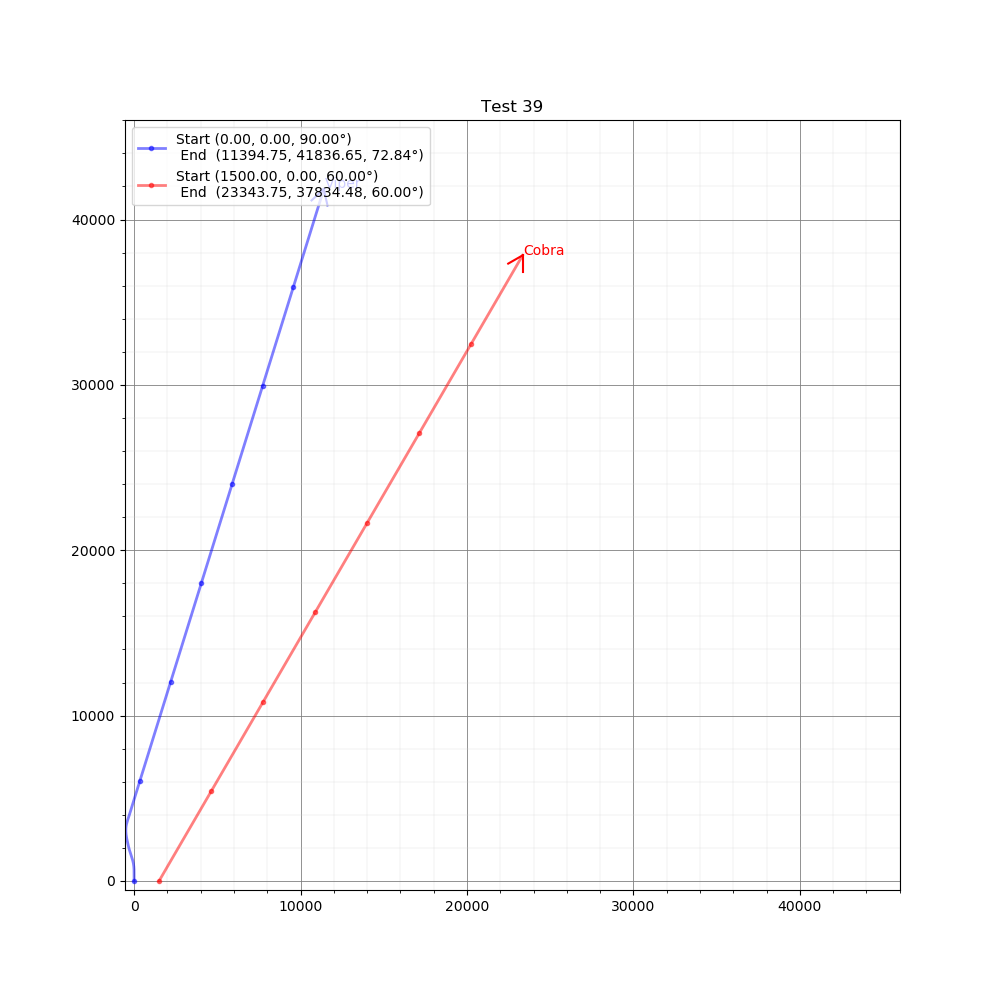 Test 39
Start (0.00, 0.00, 90.00°)
End (11394.75, 41836.65, 72.84°)
Start (1500.00, 0.00, 60.00°)
End (23343.75, 37834.48, 60.00°)
Viper
Cobra
40000
30000
20000
10000
0
0 10000 20000 30000 40000